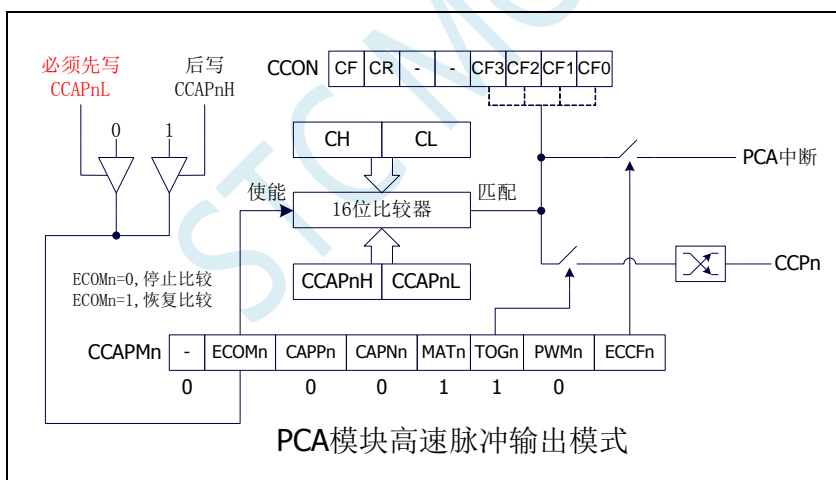 必须先写
CCAPnL
后写
CCAPnH
0
1
CCON
CF CR - - CF3 CF2 CF1 CF0
CH CL
使能
16位比较器
匹配
PCA中断
CCAPnH CCAPnL
CCPn
ECOMn=0,停止比较
ECOMn=1,恢复比较
CCAPMn
- ECOMn CAPPn CAPNn MATn TOGn PWMn ECCFn
0 0 0 1 1 0
PCA模块高速脉冲输出模式
STC MC